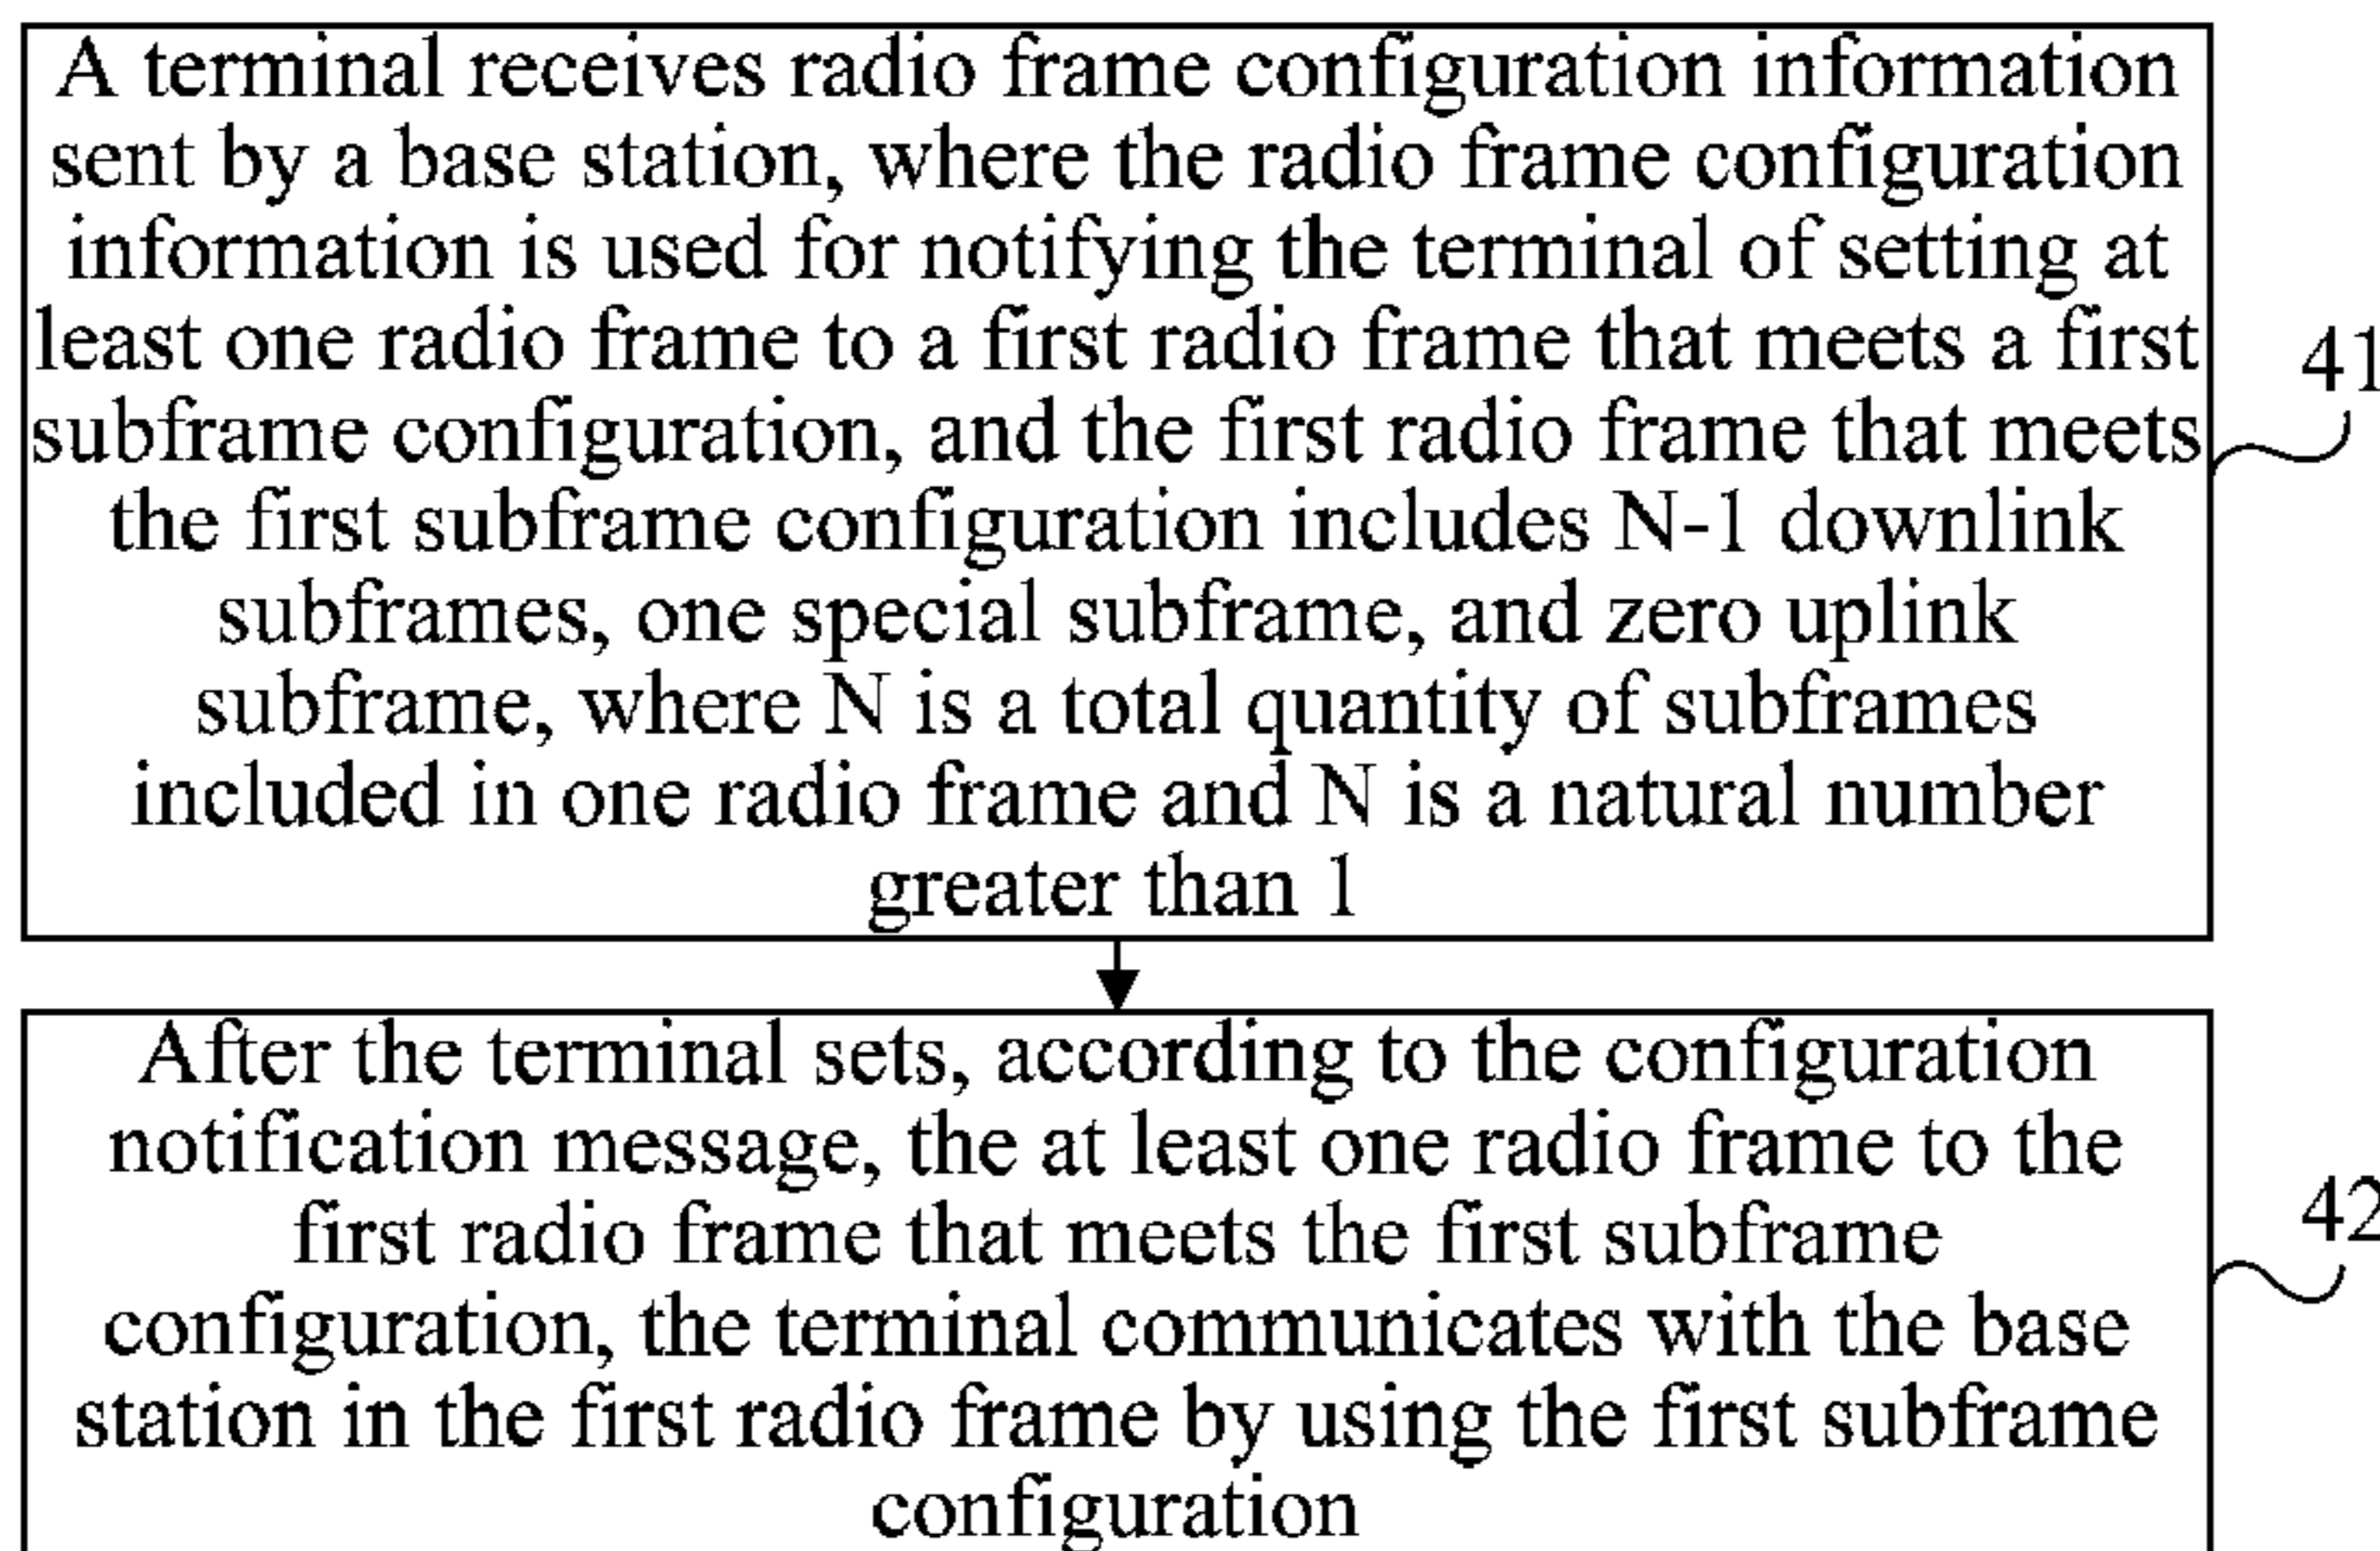 A terminal receives radio frame configuration information
sent by a base station, where the radio frame configuration
information is used for notifying the terminal of setting at
least one radio frame to a first radio frame that meets a first
subframe configuration, and the first radio frame that meets
the first subframe configuration includes N-1 downlink
subframes, one special subframe, and zero uplink
subframe, where N is a total quantity of subframes
included in one radio frame and N is a natural number
greater than 1
41
After the terminal sets, according to the configuration
notification message, the at least one radio frame to the
first radio frame that meets the first subframe
configuration, the terminal communicates with the base
station in the first radio frame by using the first subframe
configuration
42